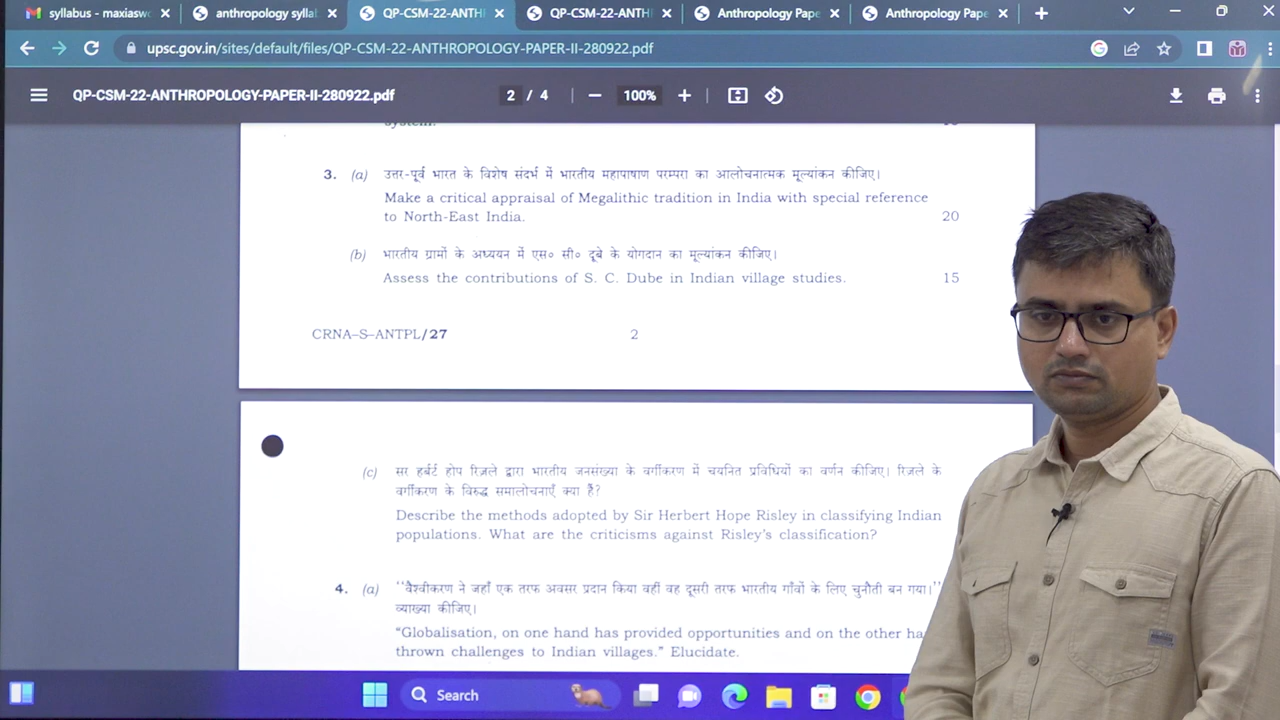 syllabus - maxiasw
anthropology sylla
QP-CSM-22-ANTH
QP-CSM-22-ANTH
Anthropology Pape
Anthropology Pape
upsc.gov.in/sites/default/files/QP-CSM-22-ANTHROPOLOGY-PAPER-II-280922.pdf
QP-CSM-22-ANTHROPOLOGY-PAPER-II-280922.pdf 2 / 4 100%
system.
3. (a) उत्तर-पूर्व भारत के विशेष संदर्भ में भारतीय महापाषाण परम्परा का आलोचनात्मक मूल्यांकन कीजिए।
Make a critical appraisal of Megalithic tradition in India with special reference
to North-East India. 20
(b) भारतीय ग्रामों के अध्ययन में एस० सी० दूबे के योगदान का मूल्यांकन कीजिए।
Assess the contributions of S. C. Dube in Indian village studies. 15
CRNA–S–ANTPL/27 2
(c) सर हर्बर्ट होप रिजले द्वारा भारतीय जनसंख्या के वर्गीकरण में चयनित प्रविधियों का वर्णन कीजिए। रिजले के
वर्गीकरण के विरुद्ध समालोचनाएँ क्या हैं?
Describe the methods adopted by Sir Herbert Hope Risley in classifying Indian
populations. What are the criticisms against Risley's classification?
4. (a) ‘‘वैश्वीकरण ने जहाँ एक तरफ अवसर प्रदान किया वहीं वह दूसरी तरफ भारतीय गाँवों के लिए चुनौती बन गया।’’
व्याख्या कीजिए।
“Globalisation, on one hand has provided opportunities and on the other ha
thrown challenges to Indian villages.” Elucidate.
Search